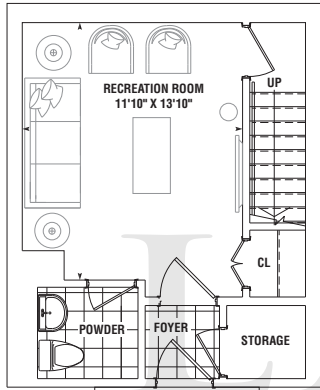 UP
RECREATION ROOM
11'10" X 13'10"
CL
POWDER
FOYER
STORAGE